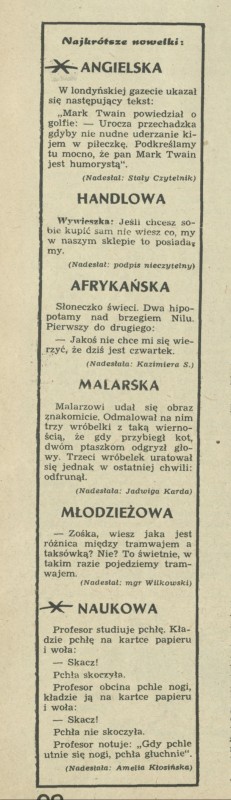 Najkrótsze nowelki:
ANGIELSKA
W londyńskiej gazecie ukazał
się następujący tekst:
„Mark Twain powiedział o
golfie: — Urocza przechadzka
gdyby nie nudne uderzanie ki-
jem w piłeczkę. Podkreślamy
tu mocno, że pan Mark Twain
jest humorystą".
(Nadesłał: Stały Czytelnik)
HANDLOWA
Wywieszka: Jeśli chcesz so-
bie kupić sam nie wiesz co, my
w naszym sklepie to posiada-
my.
(Nadesłał: podpis nieczytelny)
AFRYKAŃSKA
Słoneczko świeci. Dwa hipo-
potamy nad brzegiem Nilu.
Pierwszy do drugiego:
— Jakoś nie chce mi się wie-
rzyć, że dziś jest czwartek.
(Nadesłała: Kazimiera S.)
MALARSKA
Malarzowi udał się obraz
znakomicie. Odmalował na nim
trzy wróbelki z taką wierno-
ścią, że gdy przybiegł kot,
dwóm ptaszkom odgryzł gło-
wy. Trzeci wróbelek uratował
się jednak w ostatniej chwili:
odfrunął.
(Nadesłała: Jadwiga Karda)
MŁODZIEŻOWA
— Zośka, wiesz jaka jest
różnica między tramwajem a
taksówką? Nie? To świetnie, w
takim razie pojedziemy tram-
wajem.
(Nadesłał: mgr Wilkowski)
NAUKOWA
Profesor studiuje pchłę. Kła-
dzie pchłę na kartce papieru
i woła:
— Skacz!
Pchła skoczyła.
Profesor obcina pchle nogi,
kładzie ją na kartce papieru
i woła:
— Skacz!
Pchła nie skoczyła.
Profesor notuje: „Gdy pchle
utnie się nogi, pchła głuchnie".
(Nadesłała: Amelia Kłosińska)